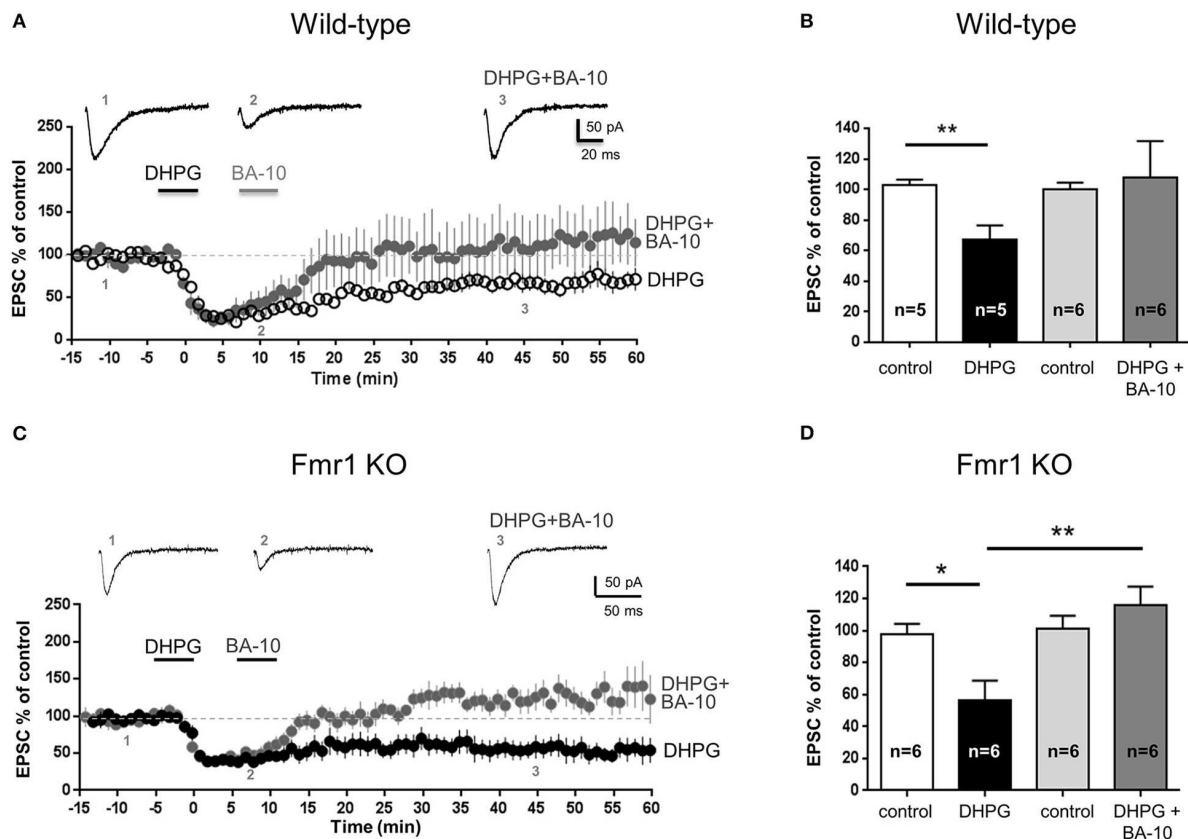 A
Wild-type
1
2
DHPG+BA-10
3
50 pA
20 ms
DHPG
BA-10
250
200
150
100
50
0
EPSC % of control
DHPG+
BA-10
DHPG
1
2
3
-15 -10 -5 0 5 10 15 20 25 30 35 40 45 50 55 60
Time (min)
B
Wild-type
**
140
120
100
80
60
40
20
0
EPSC % of control
n=5 n=5 n=6 n=6
control DHPG control DHPG +
BA-10
C
Fmr1 KO
1
2
DHPG+BA-10
3
50 pA
50 ms
DHPG
BA-10
250
200
150
100
50
0
EPSC % of control
DHPG+
BA-10
DHPG
1
2
3
-15 -10 -5 0 5 10 15 20 25 30 35 40 45 50 55 60
Time (min)
D
Fmr1 KO
**
*
140
120
100
80
60
40
20
0
EPSC % of control
n=6 n=6 n=6 n=6
control DHPG control DHPG +
BA-10